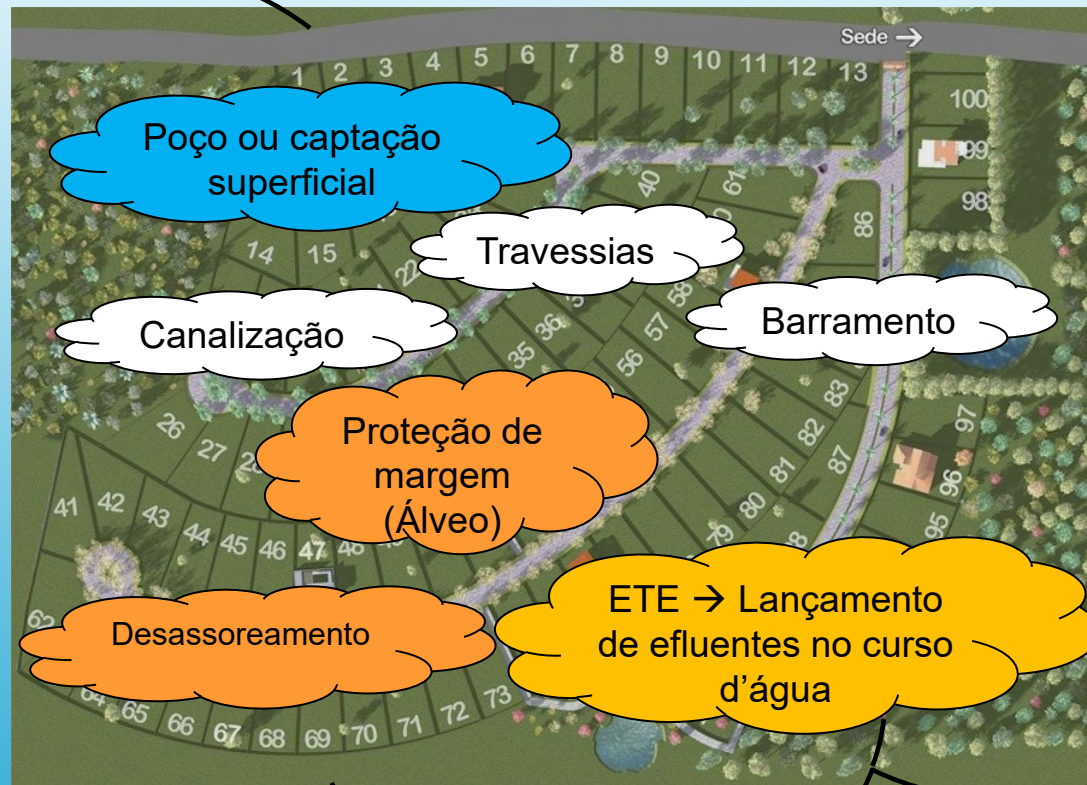 Sede →
1 2 3 4 5 6 7 8 9 10 11 12 13
100
Poço ou captação
superficial
99
40
61
98
86
14 15
22
Travessias
58
Canalização
36
57
Barramento
35
56
83
26
27
82
97
Proteção de
margem
(Álveo)
81
87
96
41 42 43 44 45 46 47 48
80
79
95
ETE → Lançamento
de efluentes no curso
d'água
62
Desassoreamento
64 65 66 67 68 69 70 71 72 73